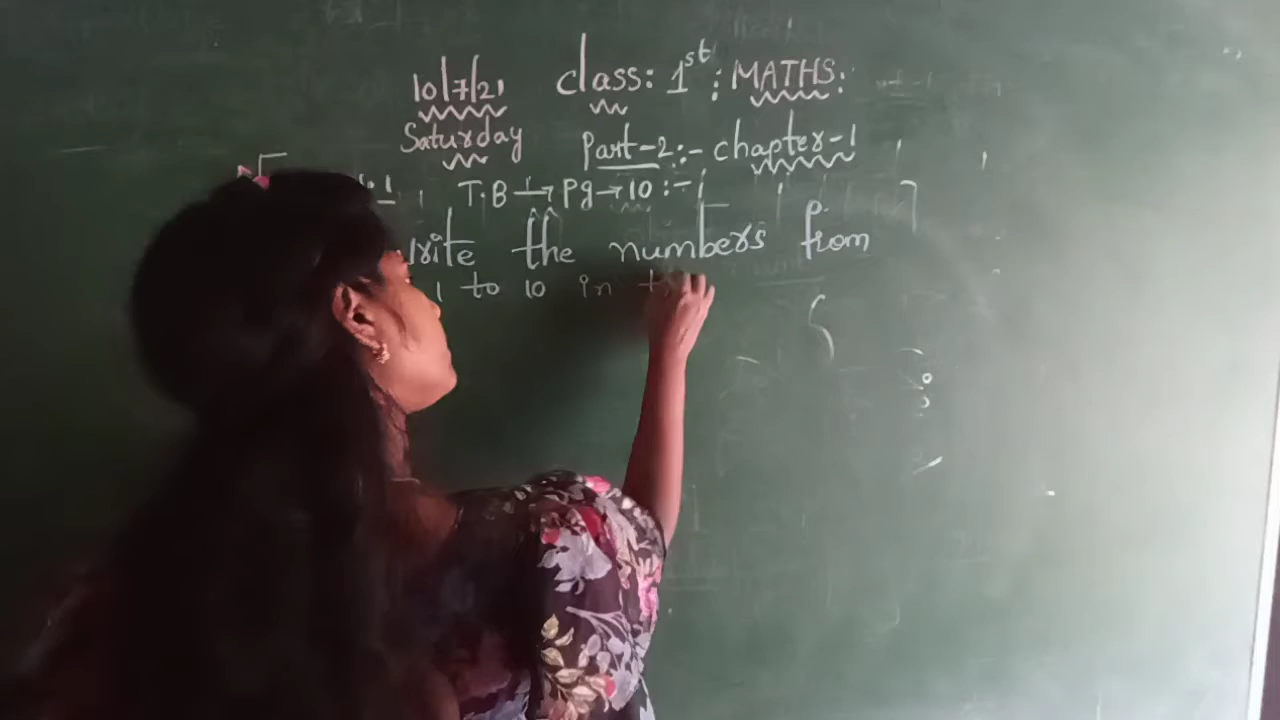 10/7/21 class: 1st: MATHS:
Saturday Part-2:- chapter-1
T.B → Pg → 10 :-
the numbers from
1 to 10 in